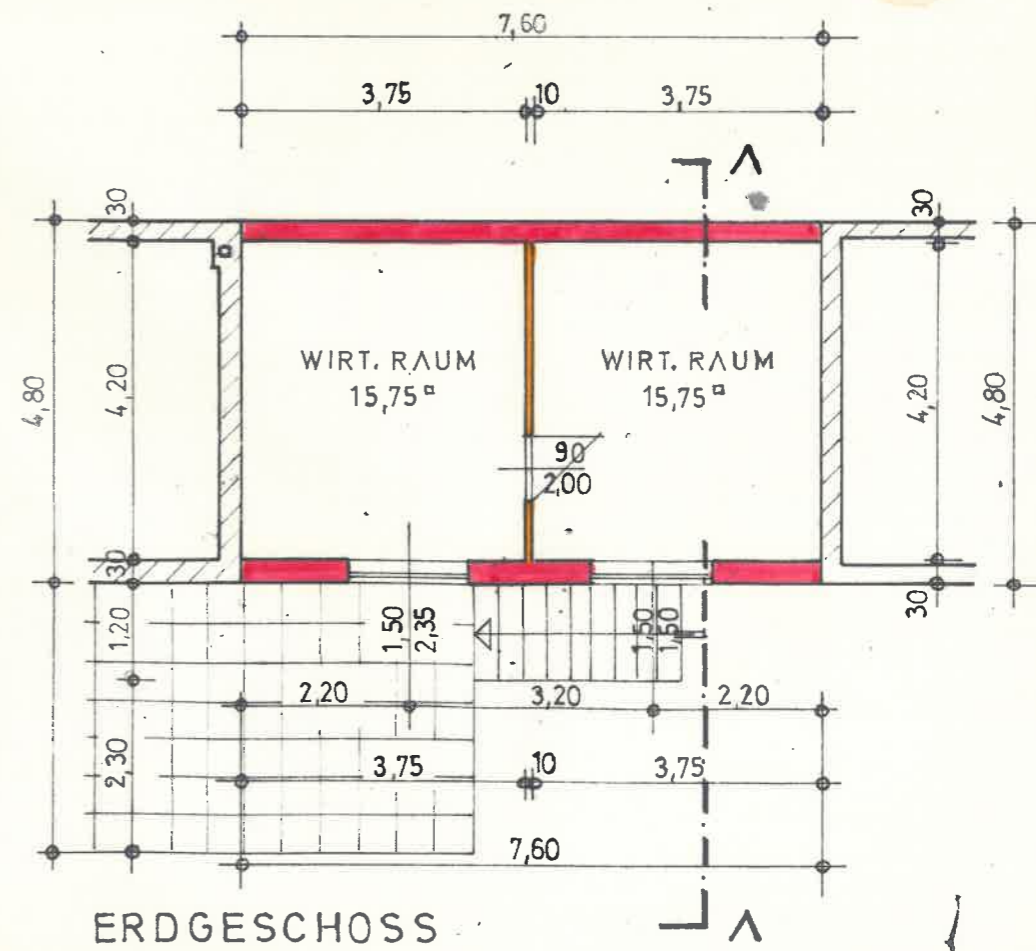 7,60
3,75 10 3,75
Λ
30 30
WIRT. RAUM WIRT. RAUM
15,75 15,75
4,80 4,20 4,20 4,80
90
2,00
30 30
1,20
1,50 1,50
2,35 1,50
2,20 3,20 2,20
2,30
3,75 10 3,75
7,60
ERDGESCHOSS Λ